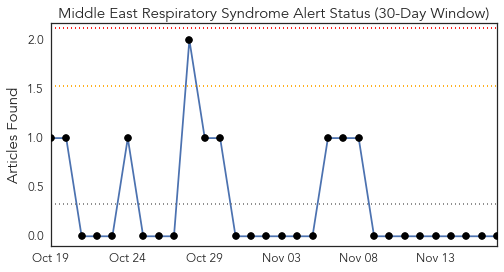 Middle East Respiratory Syndrome Alert Status (30-Day Window)
Articles Found
2.0
1.5
1.0
0.5
0.0
Oct 19 Oct 24 Oct 29 Nov 03 Nov 08 Nov 13